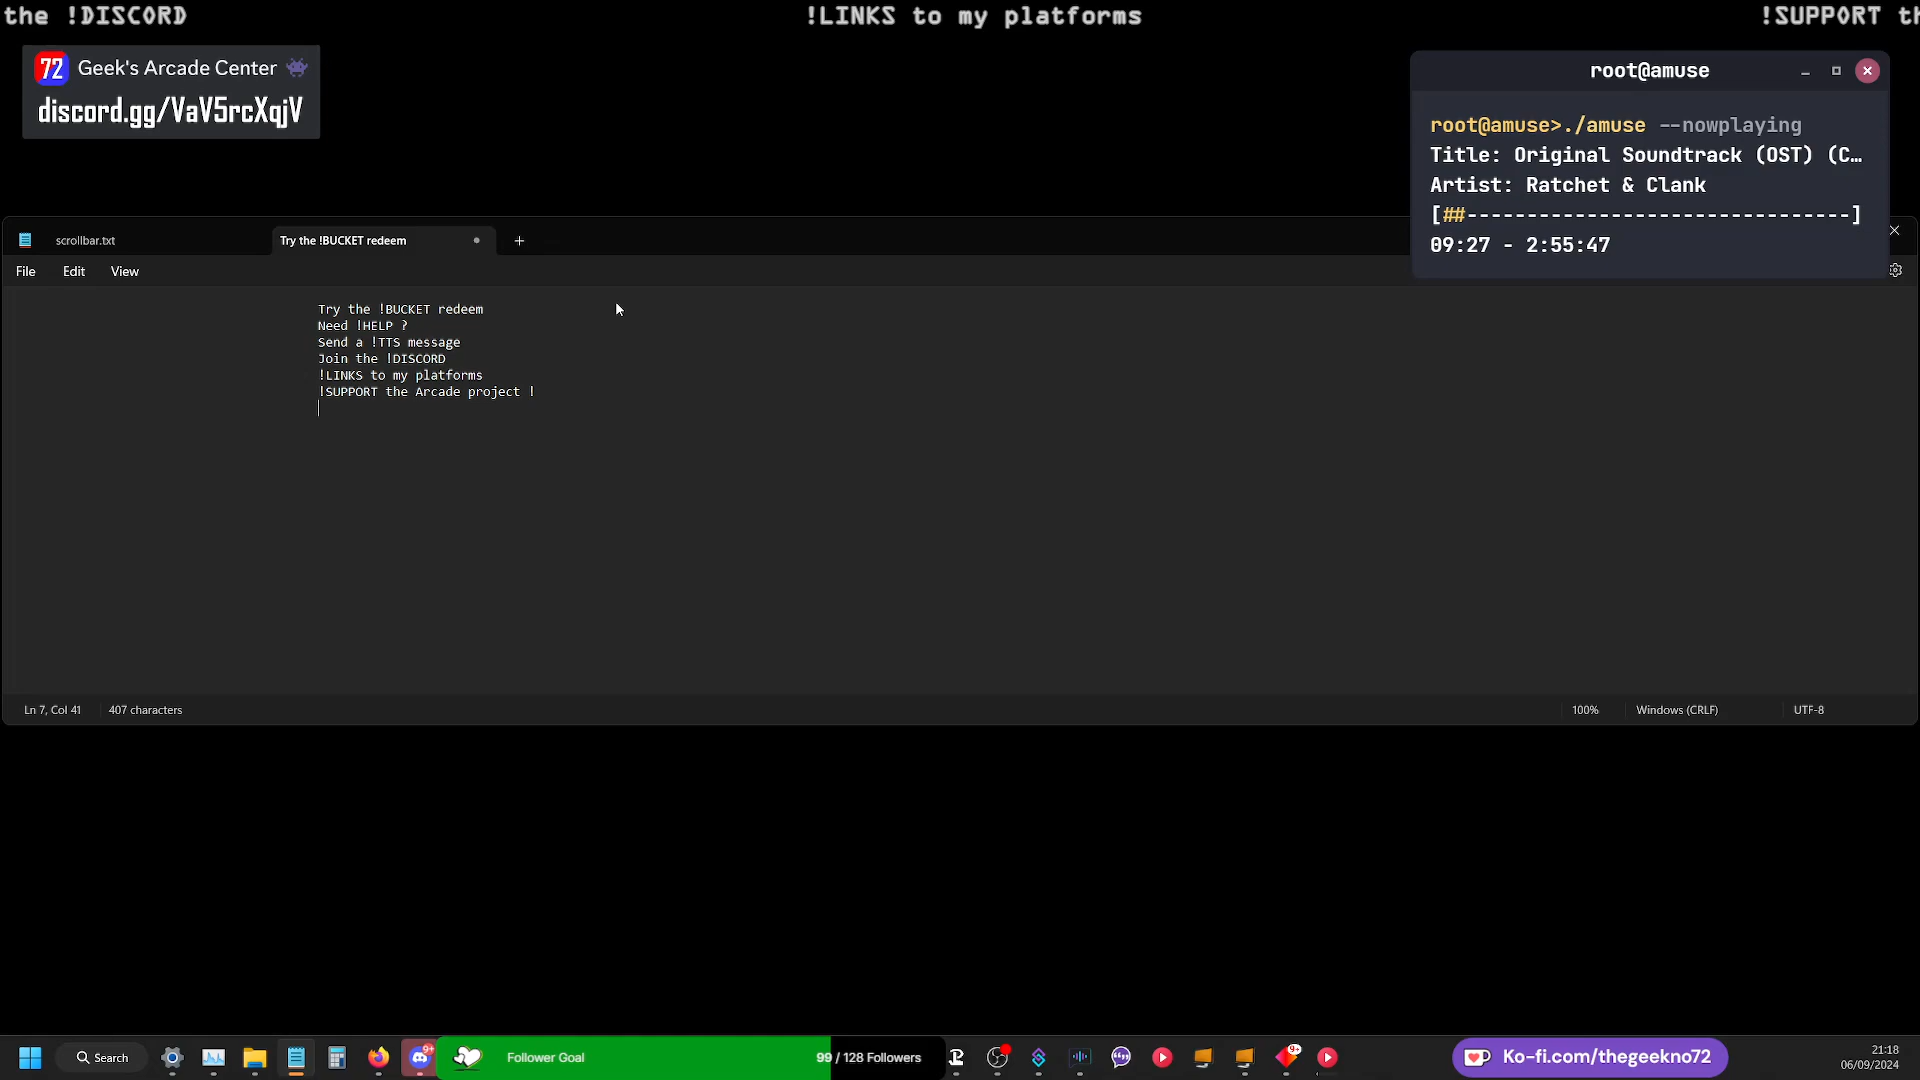 the !DISCORD
!LINKS to my platforms
!SUPPORT th
72 Geek's Arcade Center
discord.gg/VaV5rcXqjV
root@amuse
root@amuse>./amuse --nowplaying
Title: Original Soundtrack (OST) (C…
Artist: Ratchet & Clank
[##--------------------------------]
09:27 - 2:55:47
scrollbar.txt
Try the !BUCKET redeem
File Edit View
Try the !BUCKET redeem
Need !HELP ?
Send a !TTS message
Join the !DISCORD
!LINKS to my platforms
!SUPPORT the Arcade project !
Ln 7, Col 41
407 characters
100%
Windows (CRLF)
UTF-8
Search
9+
Follower Goal
99 / 128 Followers
9+
Ko-fi.com/thegeekno72
21:18
06/09/2024